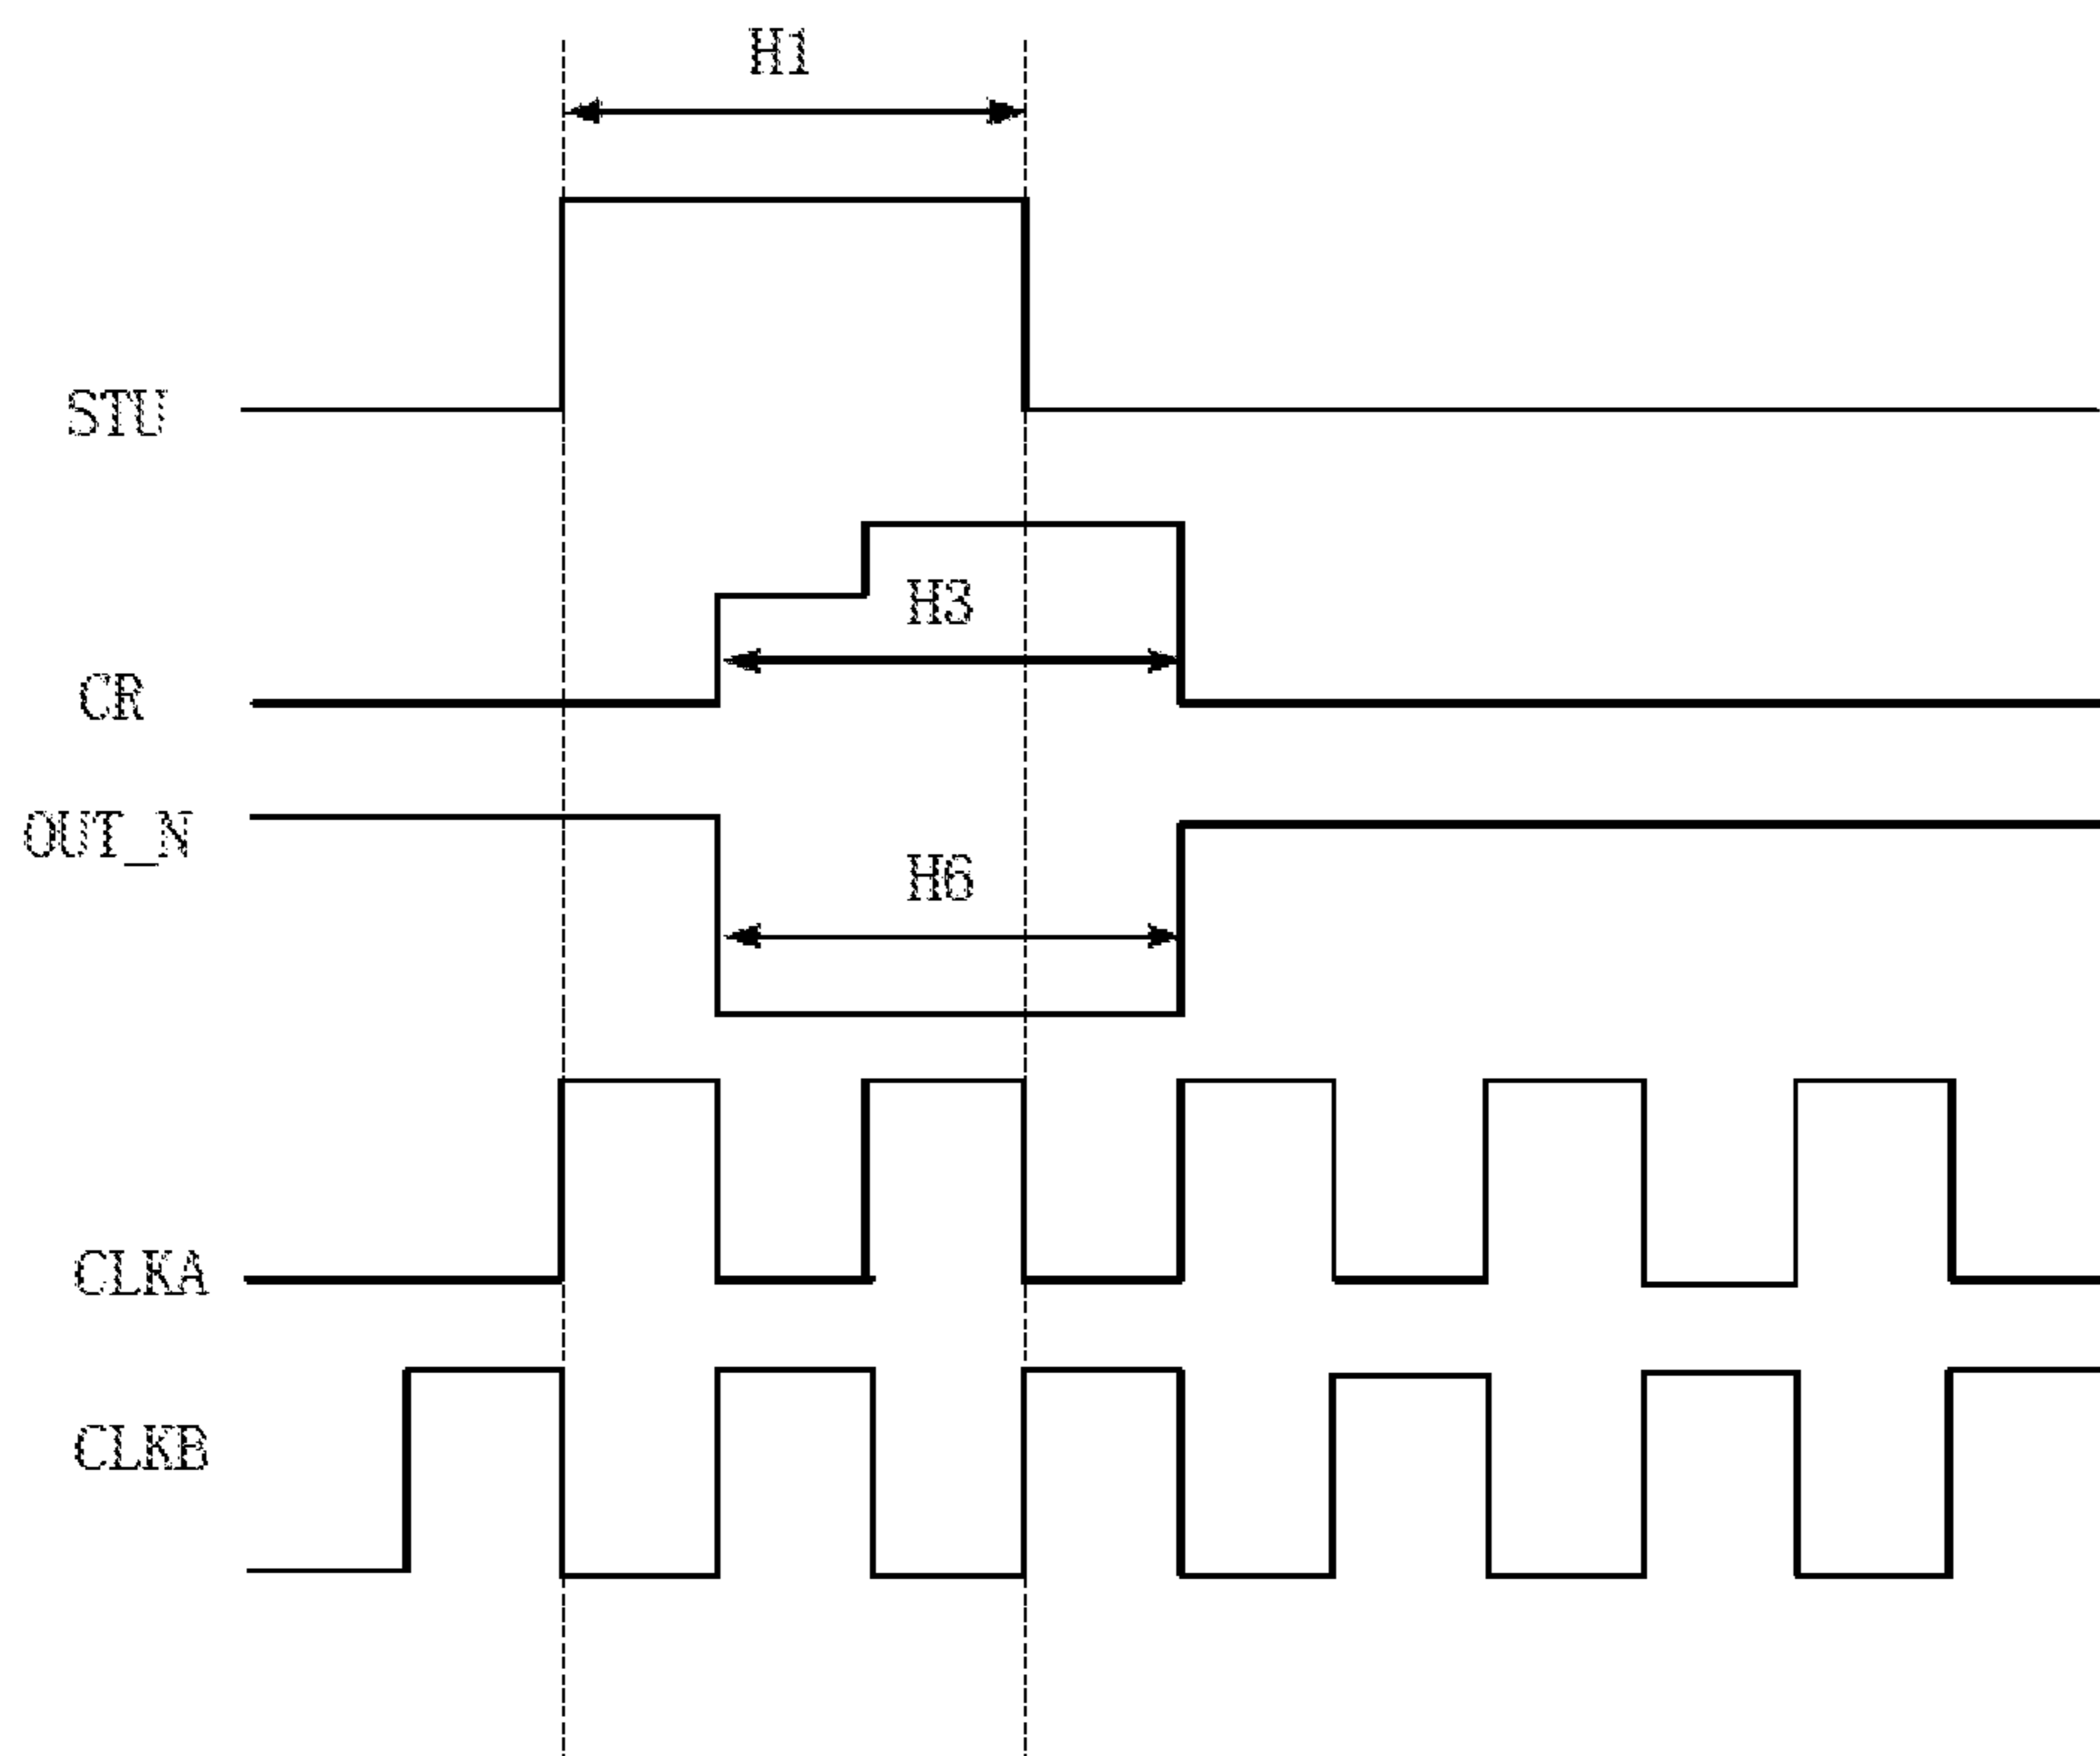 H1
STU
H3
CR
OUT_N
H6
CLKA
CLKB